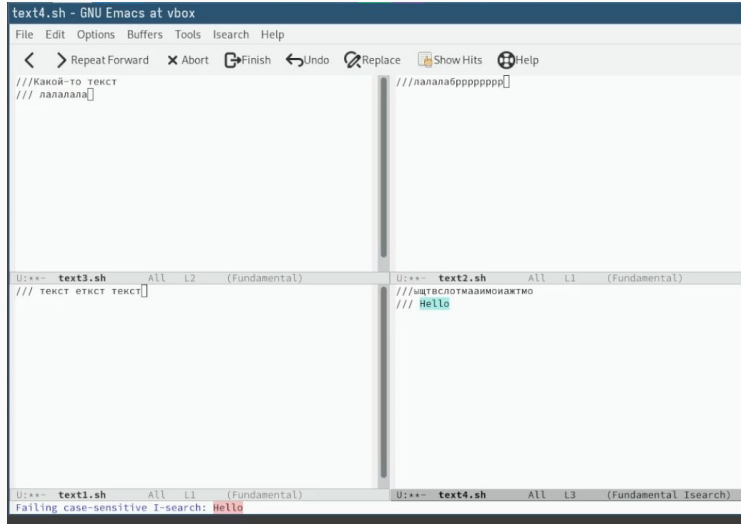 text4.sh - GNU Emacs at vbox
File Edit Options Buffers Tools Isearch Help
Repeat Forward Abort Finish Undo Replace Show Hits Help
///Какой-то текст
/// лалалала
U:**- text3.sh All L2 (Fundamental)
///лалалабрррррррр
U:**- text2.sh All L1 (Fundamental)
/// текст еткст текст
U:**- text1.sh All L1 (Fundamental)
///ыщтвслотмааимоиажтмо
/// Hello
U:**- text4.sh All L3 (Fundamental Isearch)
Failing case-sensitive I-search: Hello